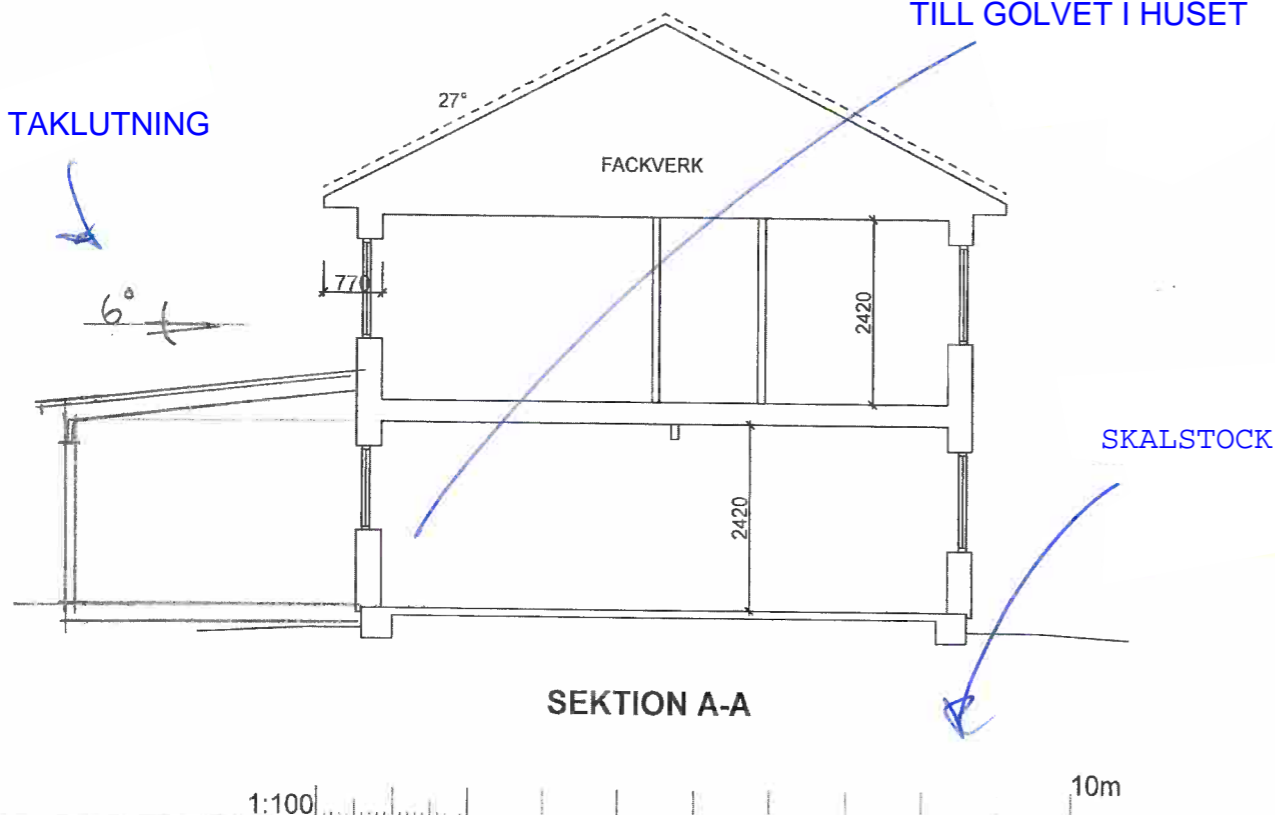 TILL GOLVET I HUSET
TAKLUTNING
27°
FACKVERK
770
2420
6°
SKALSTOCK
2420
SEKTION A-A
1:100
10m